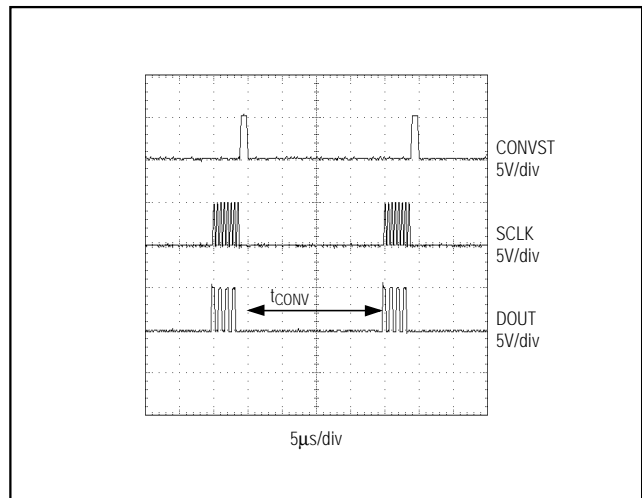 CONVST
5V/div
SCLK
5V/div
tCONV
DOUT
5V/div
5µs/div